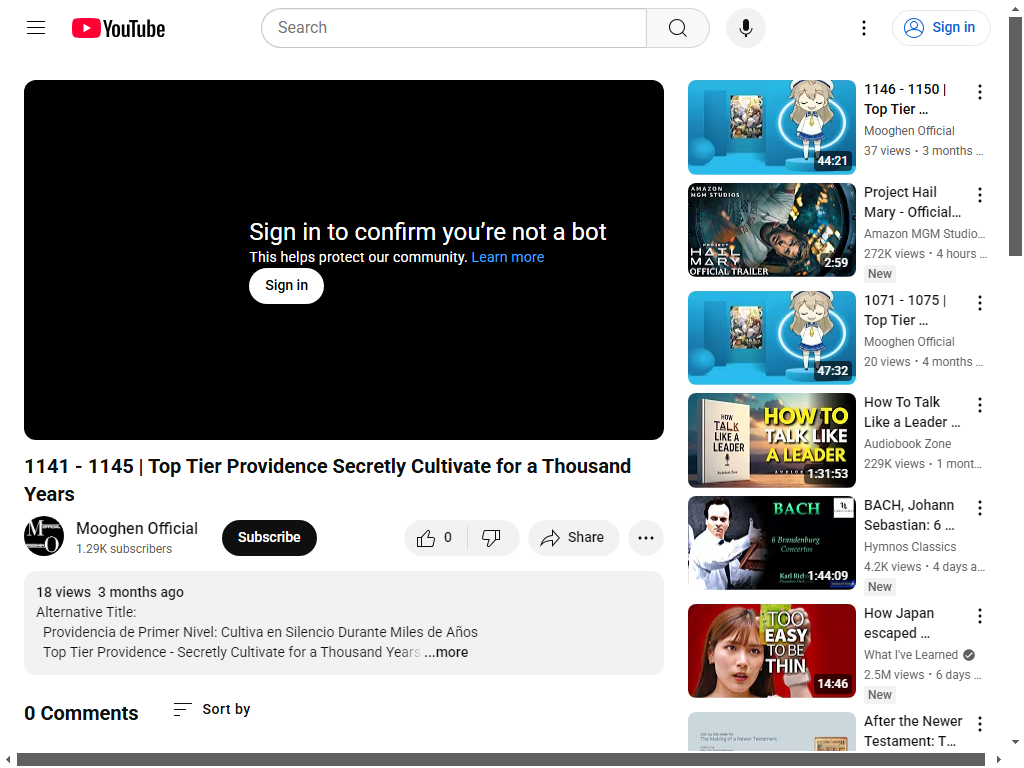 YouTube
Search
Sign in
Sign in to confirm you’re not a bot
This helps protect our community. Learn more
Sign in
1141 - 1145 | Top Tier Providence Secretly Cultivate for a Thousand
Years
Mooghen Official
1.29K subscribers
Subscribe
0
Share
18 views 3 months ago
Alternative Title:
Providencia de Primer Nivel: Cultiva en Silencio Durante Miles de Años
Top Tier Providence - Secretly Cultivate for a Thousand Years ...more
0 Comments
Sort by
44:21
1146 - 1150 |
Top Tier ...
Mooghen Official
37 views • 3 months ...
AMAZON
MGM STUDIOS
PROJECT
HAIL
MARY
OFFICIAL TRAILER
2:59
Project Hail
Mary - Official...
Amazon MGM Studio...
272K views • 4 hours ...
New
47:32
1071 - 1075 |
Top Tier ...
Mooghen Official
20 views • 4 months ...
HOW
TO
TALK
LIKE A
LEADER
Audiobook Zone
HOW TO
TALK LIKE
A LEADER
1:31:53
How To Talk
Like a Leader ...
Audiobook Zone
229K views • 1 mont...
BACH
6 Brandenburg
Concertos
Karl Rich
1:44:09
BACH, Johann
Sebastian: 6 ...
Hymnos Classics
4.2K views • 4 days a...
New
TOO
EASY
TO BE
THIN
14:46
How Japan
escaped ...
What I've Learned
2.5M views • 6 days ...
New
Join us this week for
The Making of a Newer Testament
After the Newer
Testament: T...